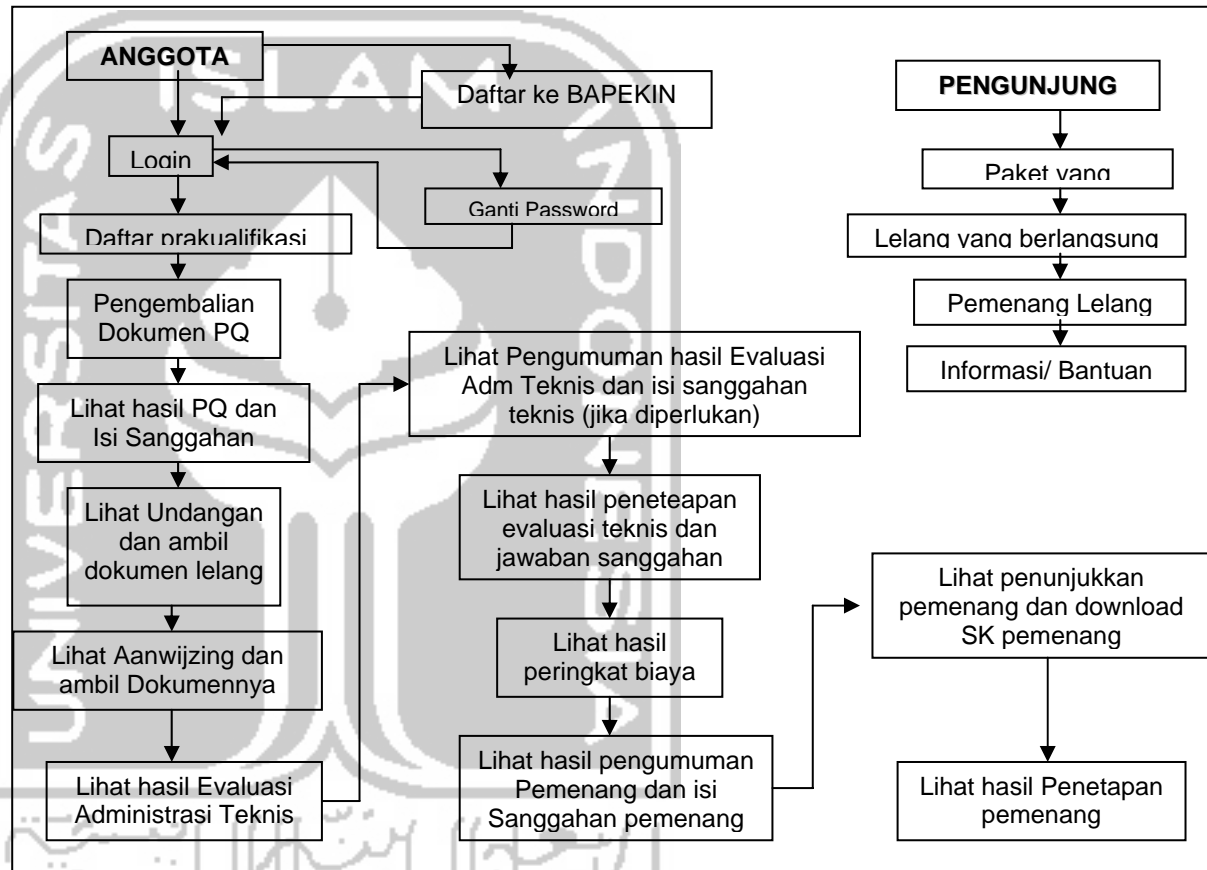 ANGGOTA
Daftar ke BAPEKIN
Login
Ganti Password
Daftar prakualifikasi
Pengembalian
Dokumen PQ
Lihat hasil PQ dan
Isi Sanggahan
Lihat Undangan
dan ambil
dokumen lelang
Lihat Aanwijzing dan
ambil Dokumennya
Lihat hasil Evaluasi
Administrasi Teknis
Lihat Pengumuman hasil Evaluasi
Adm Teknis dan isi sanggahan
teknis (jika diperlukan)
Lihat hasil peneteapan
evaluasi teknis dan
jawaban sanggahan
Lihat hasil
peringkat biaya
Lihat hasil pengumuman
Pemenang dan isi
Sanggahan pemenang
PENGUNJUNG
Paket yang
Lelang yang berlangsung
Pemenang Lelang
Informasi/ Bantuan
Lihat penunjukkan
pemenang dan download
SK pemenang
Lihat hasil Penetapan
pemenang
UNIVERSITAS
ISLAM
INDONESIA